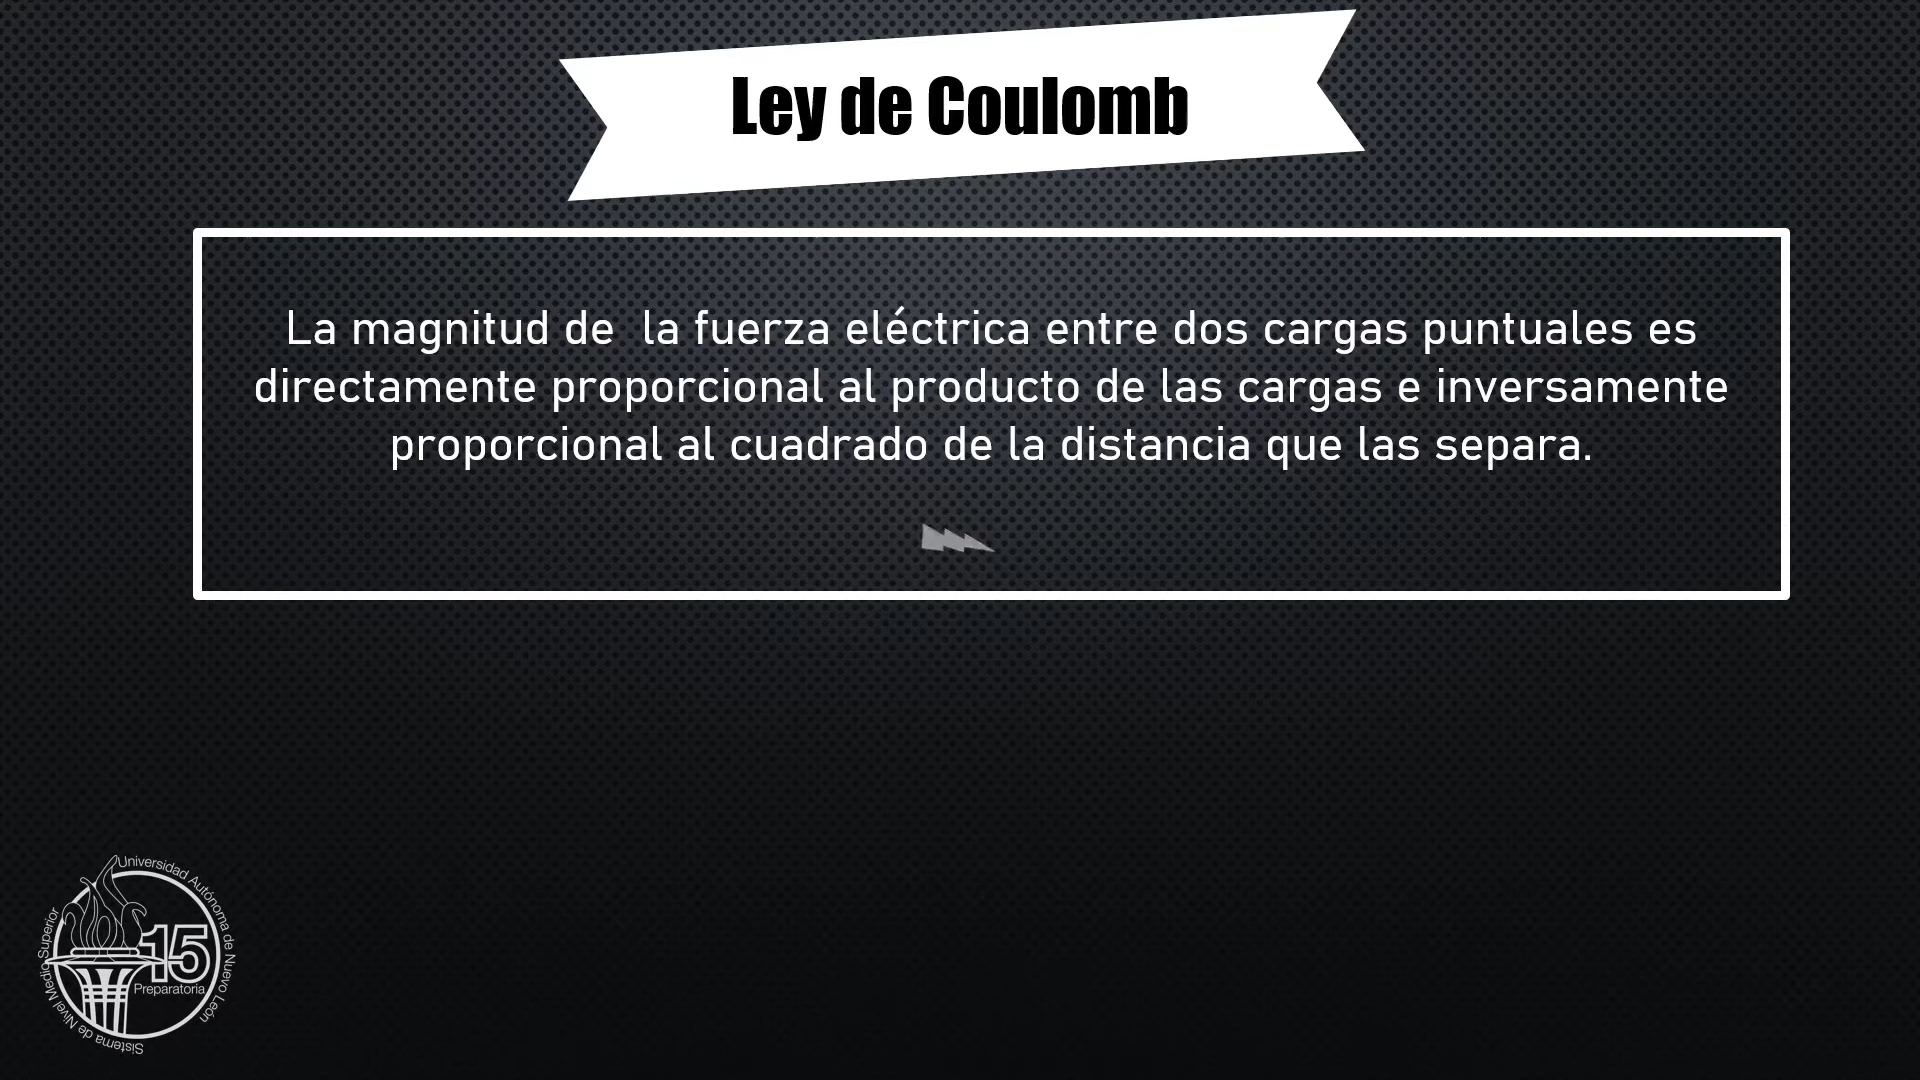 Ley de Coulomb
La magnitud de  la fuerza eléctrica entre dos cargas puntuales es
directamente proporcional al producto de las cargas e inversamente
proporcional al cuadrado de la distancia que las separa.
Universidad Autónoma de Nuevo León
15
Preparatoria
Sistema de Nivel Medio Superior